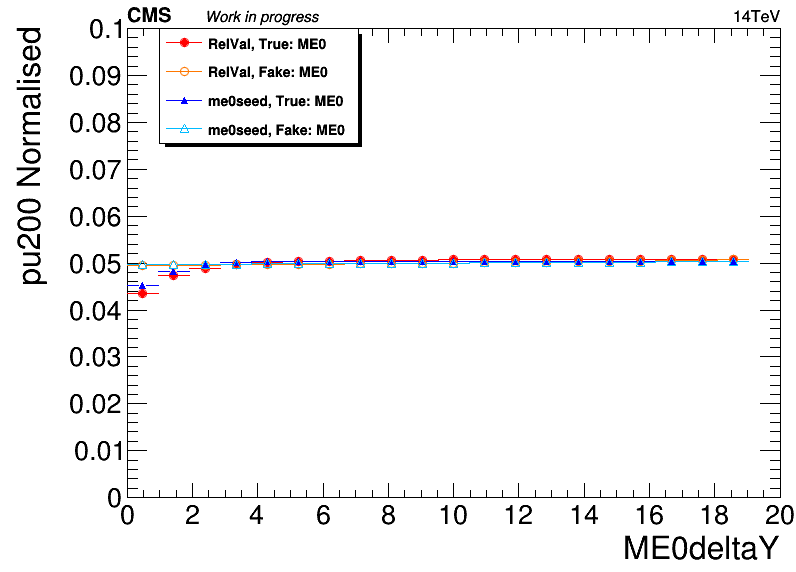 CMS Work in progress 14TeV
pu200 Normalised
0.1
0.09
0.08
0.07
0.06
0.05
0.04
0.03
0.02
0.01
0
RelVal, True: ME0
RelVal, Fake: ME0
me0seed, True: ME0
me0seed, Fake: ME0
0 2 4 6 8 10 12 14 16 18 20
ME0deltaY